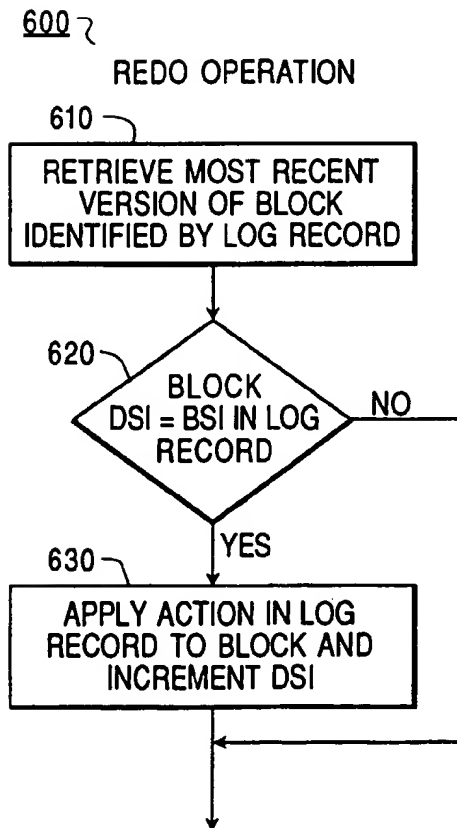 600
REDO OPERATION
610
RETRIEVE MOST RECENT
VERSION OF BLOCK
IDENTIFIED BY LOG RECORD
620
BLOCK
DSI = BSI IN LOG
RECORD
NO
YES
630
APPLY ACTION IN LOG
RECORD TO BLOCK AND
INCREMENT DSI